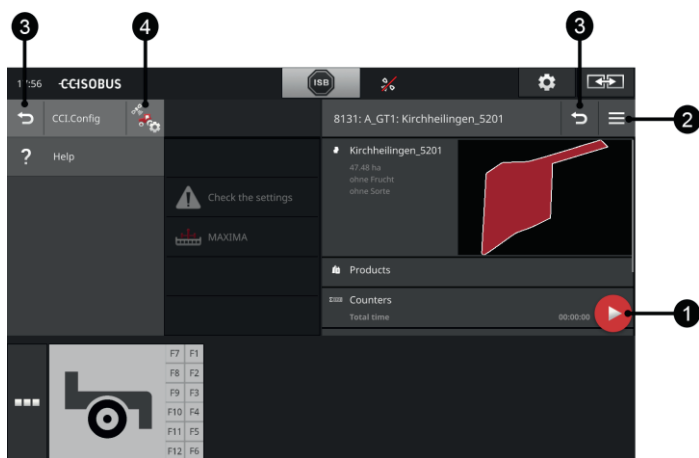 3
4
3
17:56
CCISOBUS
ISB
CCI.Config
8131: A_GT1: Kirchheilingen_5201
2
?
Help
Kirchheilingen_5201
47.48 ha
ohne Frucht
ohne Sorte
Check the settings
MAXIMA
Products
Counters
Total time
00:00:00
1
F7 F1
F8 F2
F9 F3
F10 F4
F11 F5
F12 F6